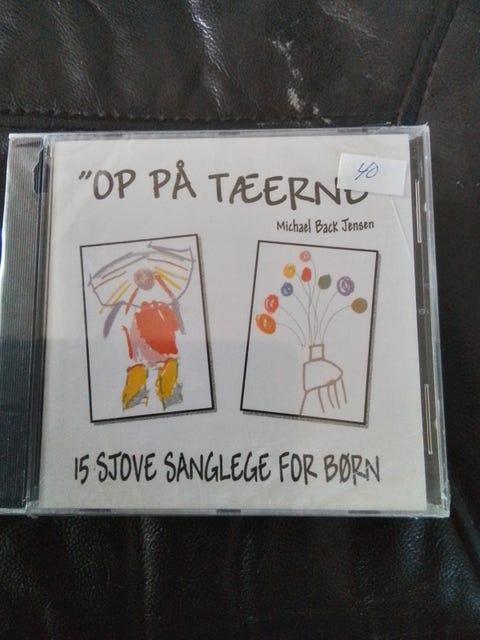 "OP PÅ TÆERNE
40
Michael Back Jensen
15 SJOVE SANGLEGE FOR BØRN